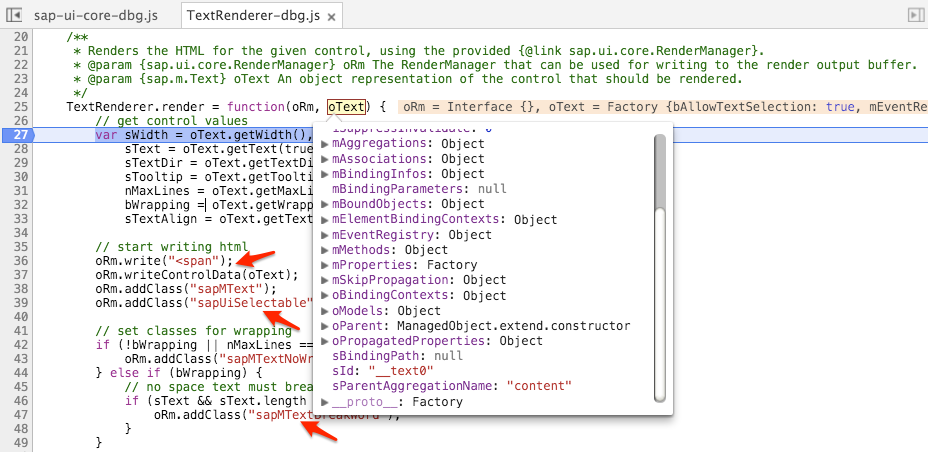 sap-ui-core-dbg.js TextRenderer-dbg.js ×
20 /**
21 * Renders the HTML for the given control, using the provided {@link sap.ui.core.RenderManager}.
22 * @param {sap.ui.core.RenderManager} oRm The RenderManager that can be used for writing to the render output buffer.
23 * @param {sap.m.Text} oText An object representation of the control that should be rendered.
24 */
25 TextRenderer.render = function(oRm, oText) { oRm = Interface {}, oText = Factory {bAllowTextSelection: true, mEventRe
26 // get control values
27 var sWidth = oText.getWidth(),
28 sText = oText.getText(true
29 sTextDir = oText.getTextDi
30 sTooltip = oText.getToolti
31 nMaxLines = oText.getMaxLi
32 bWrapping = oText.getWrapp
33 sTextAlign = oText.getText
34
35 // start writing html
36 oRm.write("<span");
37 oRm.writeControlData(oText);
38 oRm.addClass("sapMText");
39 oRm.addClass("sapUiSelectable"
40
41 // set classes for wrapping
42 if (!bWrapping || nMaxLines ==
43 oRm.addClass("sapMTextNoWr
44 } else if (bWrapping) {
45 // no space text must brea
46 if (sText && sText.length
47 oRm.addClass("sapMTextBreakWord");
48 }
49 }
iSuppressInvalidate: 0
mAggregations: Object
mAssociations: Object
mBindingInfos: Object
mBindingParameters: null
mBoundObjects: Object
mElementBindingContexts: Object
mEventRegistry: Object
mMethods: Object
mProperties: Factory
mSkipPropagation: Object
oBindingContexts: Object
oModels: Object
oParent: ManagedObject.extend.constructor
oPropagatedProperties: Object
sBindingPath: null
sId: "__text0"
sParentAggregationName: "content"
__proto__: Factory